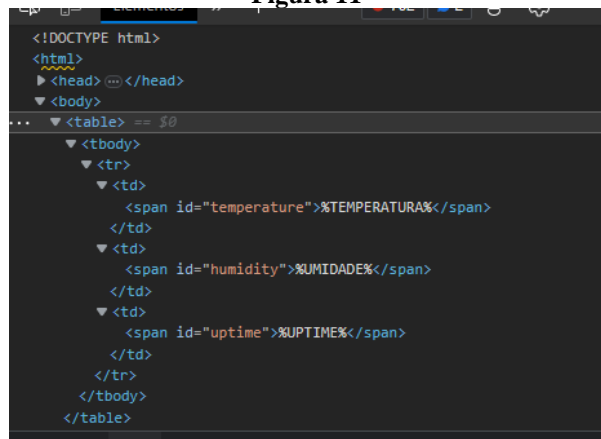 Figura 11
Elementos
<!DOCTYPE html>
<html>
<head>…</head>
<body>
… <table> == $0
<tbody>
<tr>
<td>
<span id="temperature">%TEMPERATURA%</span>
</td>
<td>
<span id="humidity">%UMIDADE%</span>
</td>
<td>
<span id="uptime">%UPTIME%</span>
</td>
</tr>
</tbody>
</table>